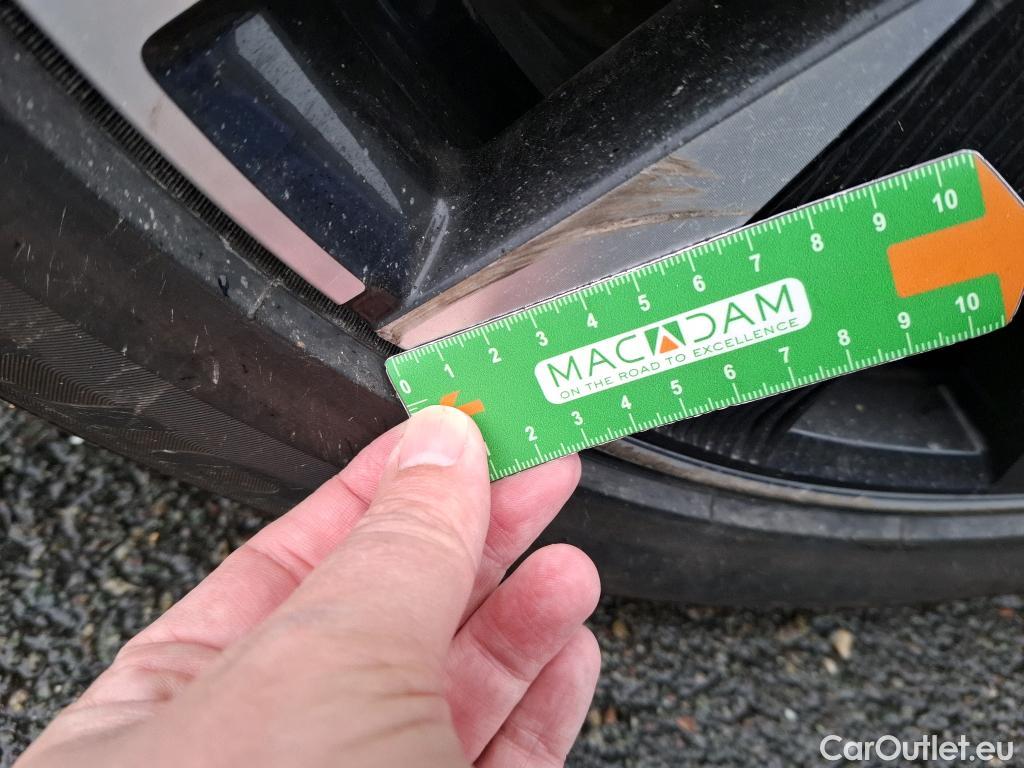 0 1 2 3 4 5 6 7 8 9 10
MACADAM
ON THE ROAD TO EXCELLENCE
2 3 4 5 6 7 8 9 10
CarOutlet.eu